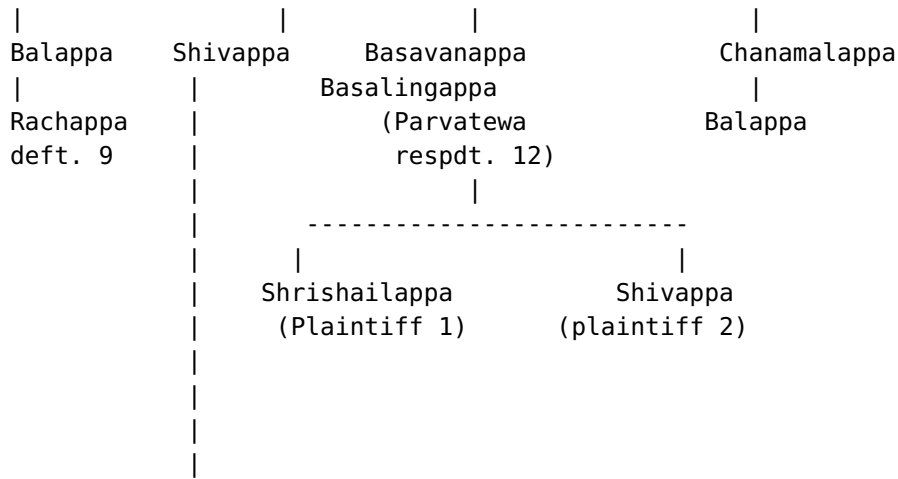 |                     |             |                         |
Balappa    Shivappa      Basavanappa                Chanamalappa
|              |          Basalingappa                     |
Rachappa     |              (Parvatewa            Balappa
deft. 9      |                respdt. 12)
|                      |
|         --------------------------
|      |                               |
|    Shrishailappa             Shivappa
|     (Plaintiff 1)       (plaintiff 2)
|
|
|
|